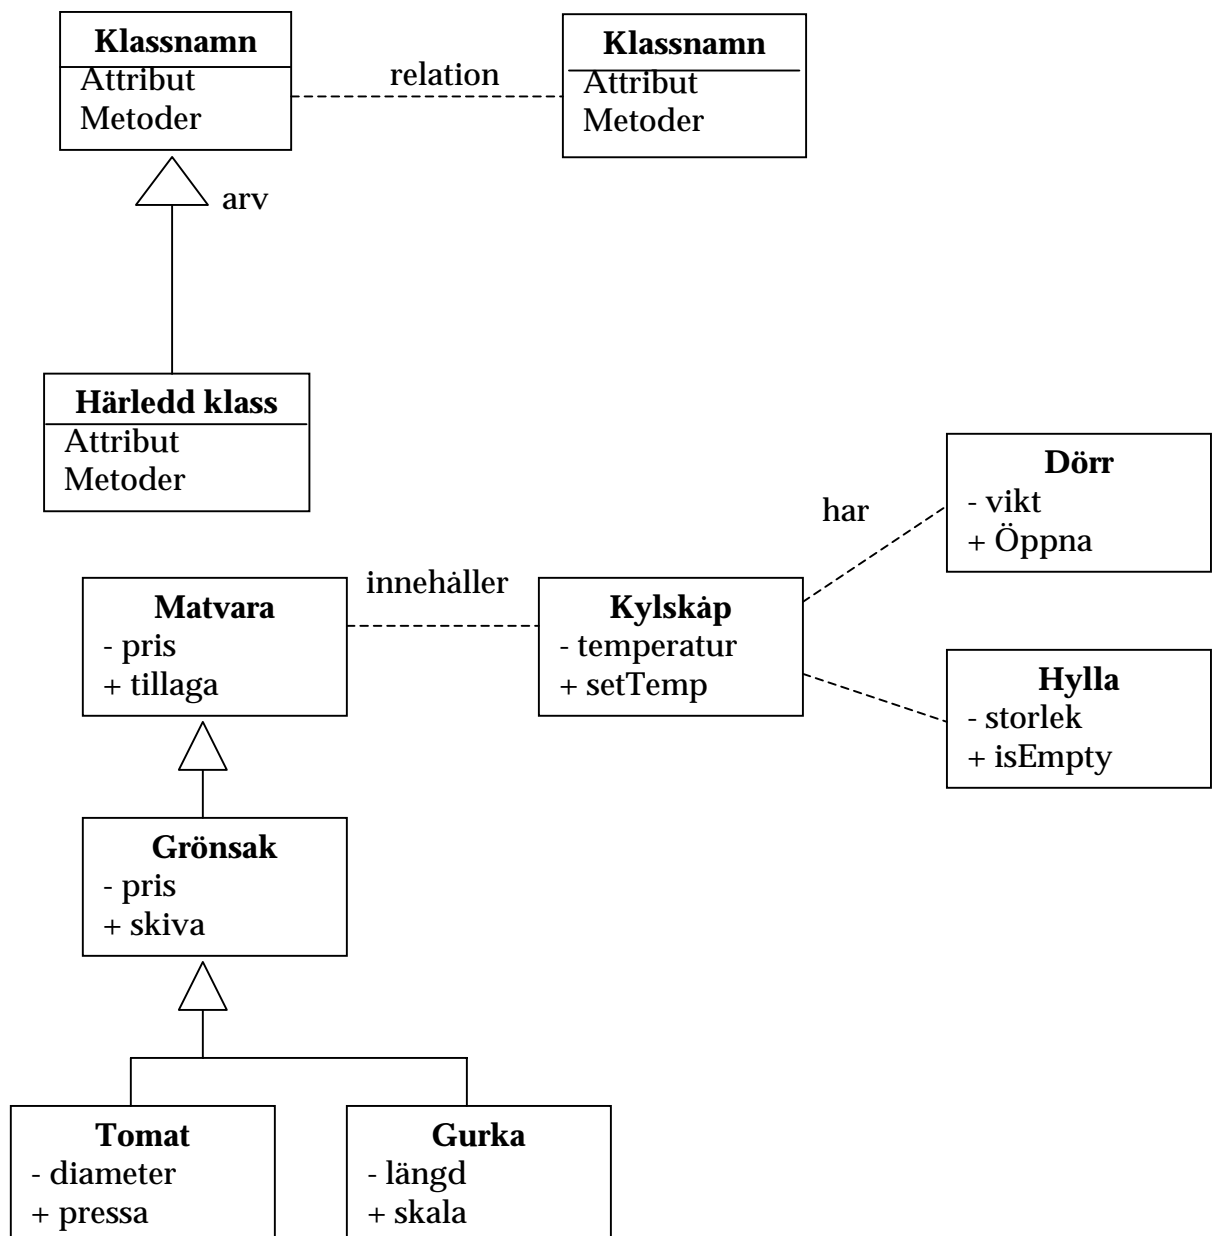 Klassnamn
Attribut
Metoder
relation
Klassnamn
Attribut
Metoder
arv
Härledd klass
Attribut
Metoder
Dörr
- vikt
+ Öppna
har
innehåller
Matvara
- pris
+ tillaga
Kylskåp
- temperatur
+ setTemp
Hylla
- storlek
+ isEmpty
Grönsak
- pris
+ skiva
Tomat
- diameter
+ pressa
Gurka
- längd
+ skala